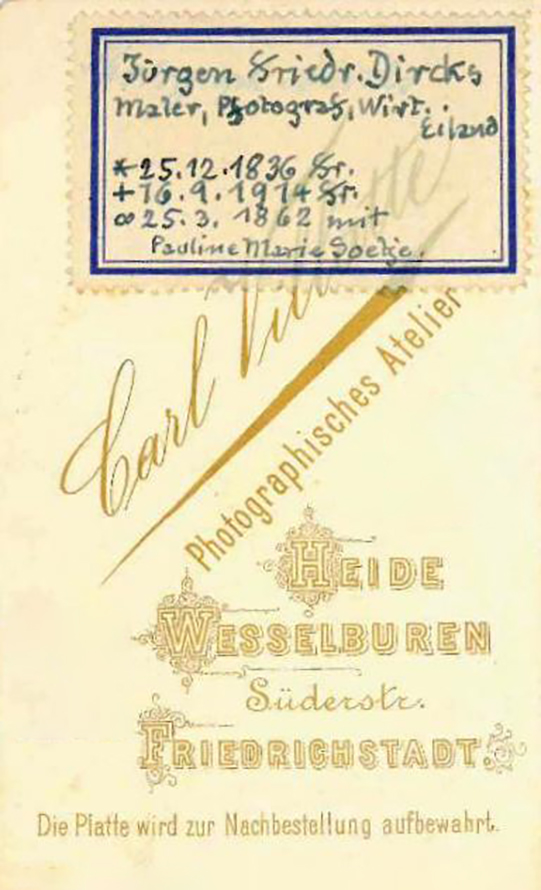 Jürgen Friedr. Dircks
Maler, Photograf, Wirt.
Eiland
*25.12.1836 Fr.
+16.9.1914 Fr.
∞25.3.1862 mit
Pauline Marie Goetje.
Carl
Photographisches Atelier
HEIDE
WESSELBUREN
Süderstr.
FRIEDRICHSTADT.
Die Platte wird zur Nachbestellung aufbewahrt.